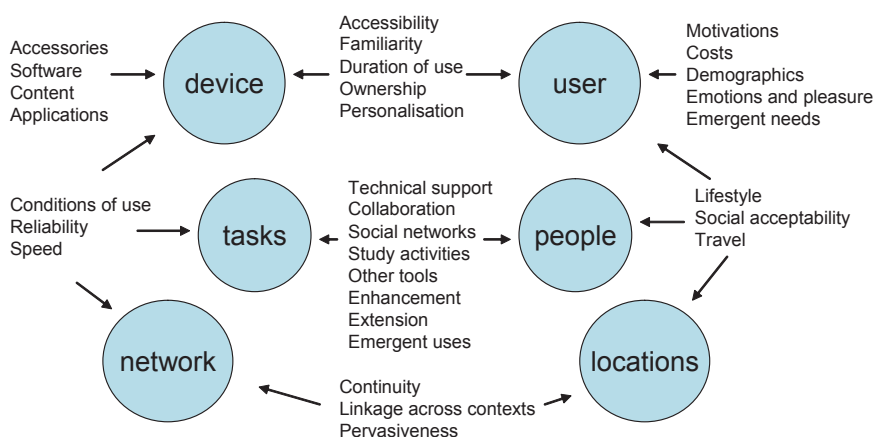 Accessories
Software
Content
Applications
device
Accessibility
Familiarity
Duration of use
Ownership
Personalisation
user
Motivations
Costs
Demographics
Emotions and pleasure
Emergent needs
Conditions of use
Reliability
Speed
tasks
Technical support
Collaboration
Social networks
Study activities
Other tools
Enhancement
Extension
Emergent uses
people
Lifestyle
Social acceptability
Travel
network
Continuity
Linkage across contexts
Pervasiveness
locations